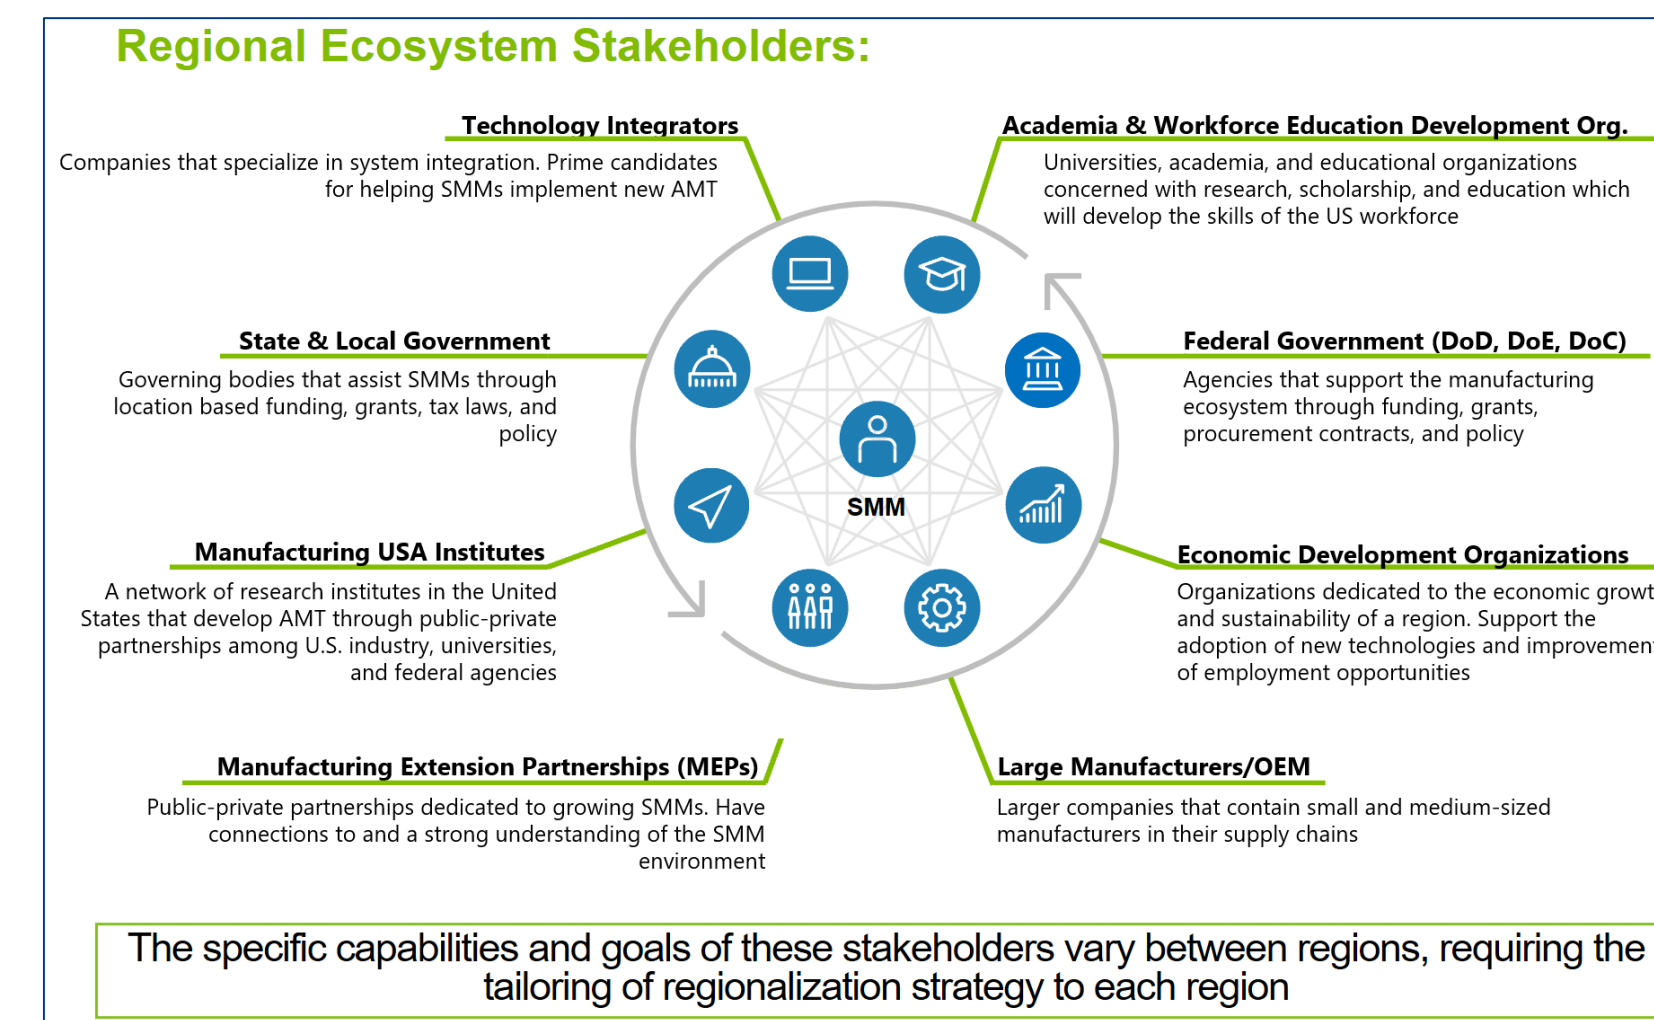 Regional Ecosystem Stakeholders:
Technology Integrators
Companies that specialize in system integration. Prime candidates
for helping SMMs implement new AMT
Academia & Workforce Education Development Org.
Universities, academia, and educational organizations
concerned with research, scholarship, and education which
will develop the skills of the US workforce
State & Local Government
Governing bodies that assist SMMs through
location based funding, grants, tax laws, and
policy
Federal Government (DoD, DoE, DoC)
Agencies that support the manufacturing
ecosystem through funding, grants,
procurement contracts, and policy
SMM
Manufacturing USA Institutes
A network of research institutes in the United
States that develop AMT through public-private
partnerships among U.S. industry, universities,
and federal agencies
Economic Development Organizations
Organizations dedicated to the economic growt
and sustainability of a region. Support the
adoption of new technologies and improvemen
of employment opportunities
Manufacturing Extension Partnerships (MEPs)
Public-private partnerships dedicated to growing SMMs. Have
connections to and a strong understanding of the SMM
environment
Large Manufacturers/OEM
Larger companies that contain small and medium-sized
manufacturers in their supply chains
The specific capabilities and goals of these stakeholders vary between regions, requiring the
tailoring of regionalization strategy to each region